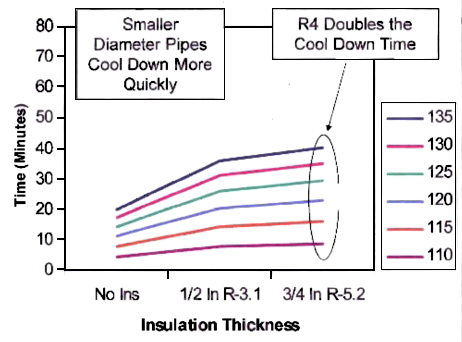 Smaller
Diameter Pipes
Cool Down More
Quickly
R4 Doubles the
Cool Down Time
80
70
60
50
40
30
20
10
0
Time (Minutes)
No Ins
1/2 In R-3.1
3/4 In R-5.2
Insulation Thickness
135
130
125
120
115
110